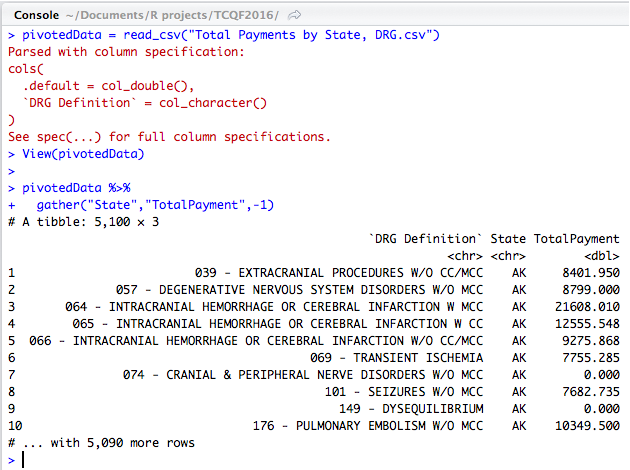 Console ~/Documents/R projects/TCQF2016/
> pivotedData = read_csv("Total Payments by State, DRG.csv")
Parsed with column specification:
cols(
  .default = col_double(),
  `DRG Definition` = col_character()
)
See spec(...) for full column specifications.
> View(pivotedData)
>
> pivotedData %>%
+   gather("State","TotalPayment",-1)
# A tibble: 5,100 × 3
`DRG Definition` State TotalPayment
<chr> <chr> <dbl>
1 039 - EXTRACRANIAL PROCEDURES W/O CC/MCC AK 8401.950
2 057 - DEGENERATIVE NERVOUS SYSTEM DISORDERS W/O MCC AK 8799.000
3 064 - INTRACRANIAL HEMORRHAGE OR CEREBRAL INFARCTION W MCC AK 21608.010
4 065 - INTRACRANIAL HEMORRHAGE OR CEREBRAL INFARCTION W CC AK 12555.548
5 066 - INTRACRANIAL HEMORRHAGE OR CEREBRAL INFARCTION W/O CC/MCC AK 9275.868
6 069 - TRANSIENT ISCHEMIA AK 7755.285
7 074 - CRANIAL & PERIPHERAL NERVE DISORDERS W/O MCC AK 0.000
8 101 - SEIZURES W/O MCC AK 7682.735
9 149 - DYSEQUILIBRIUM AK 0.000
10 176 - PULMONARY EMBOLISM W/O MCC AK 10349.500
# ... with 5,090 more rows
>